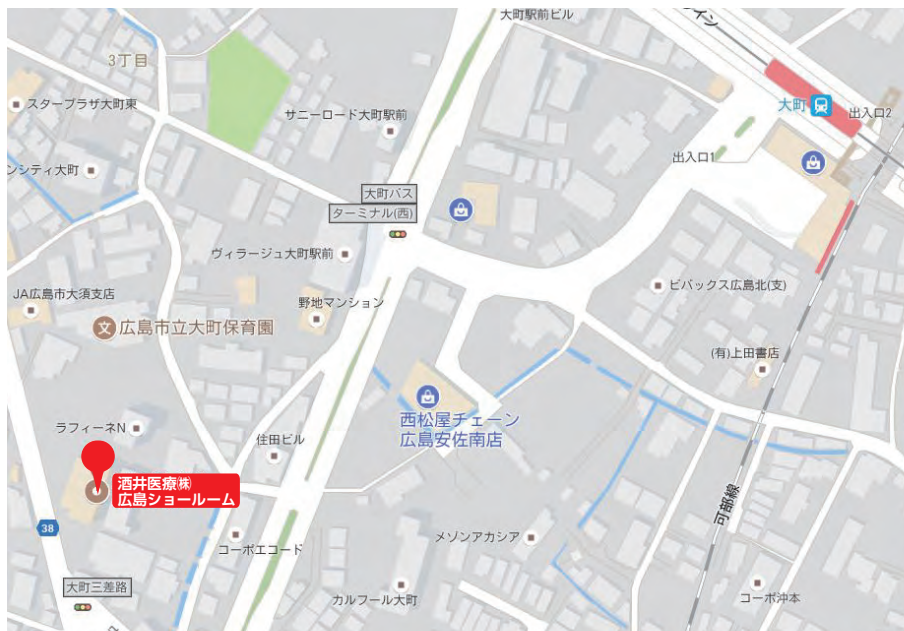 大町駅前ビル
イン
3丁目
スタープラザ大町東
サニーロード大町駅前
大町
出入口2
出入口1
ンシティ大町
大町バス
ターミナル(西)
ヴィラージュ大町駅前
ビバックス広島北(支)
JA広島市大須支店
野地マンション
文
広島市立大町保育園
(有)上田書店
西松屋チェーン
広島安佐南店
ラフィーネN
住田ビル
酒井医療㈱
広島ショールーム
可部線
38
コーポエコード
メゾンアカシア
大町三差路
カルフール大町
コーポ沖本